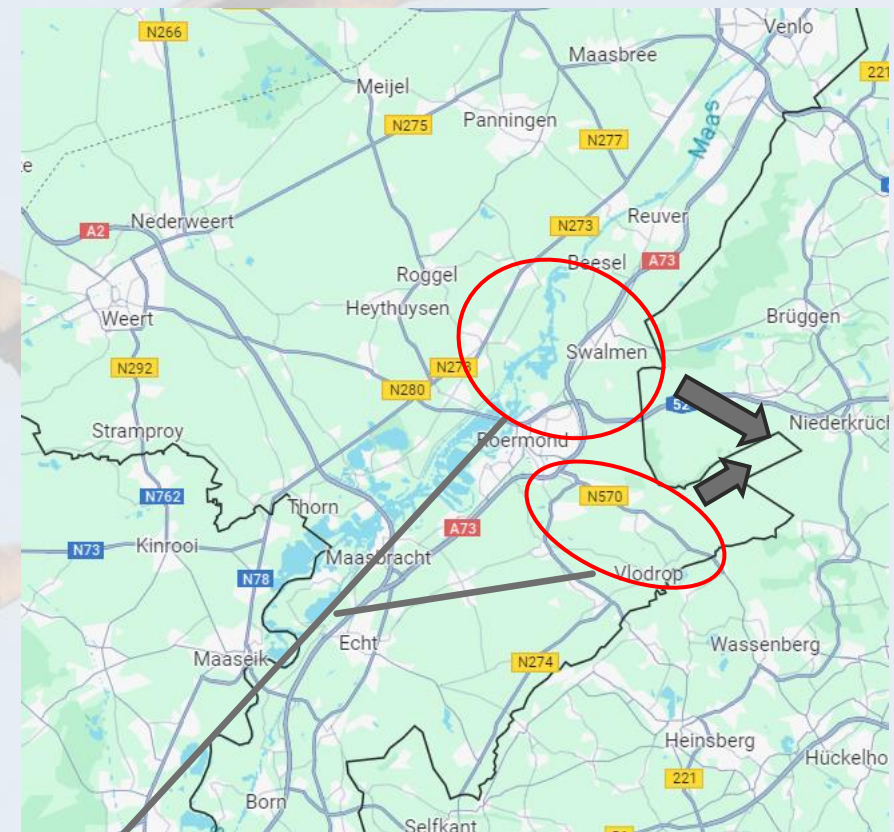 Venlo
N266
Maasbree
221
Meijel
Maas
N275
Panningen
N277
Nederweert
A2
Reuver
N273
Beesel
A73
Roggel
Heythuysen
Weert
Brüggen
Swalmen
N292
N273
N280
52
Niederkrüch
Stramproy
Roermond
N762
N570
Thorn
A73
Kinrooi
N73
Maasbracht
N78
Vlodrop
Echt
Wassenberg
Maaseik
N274
Heinsberg
Hückelho
221
Born
Selfkant